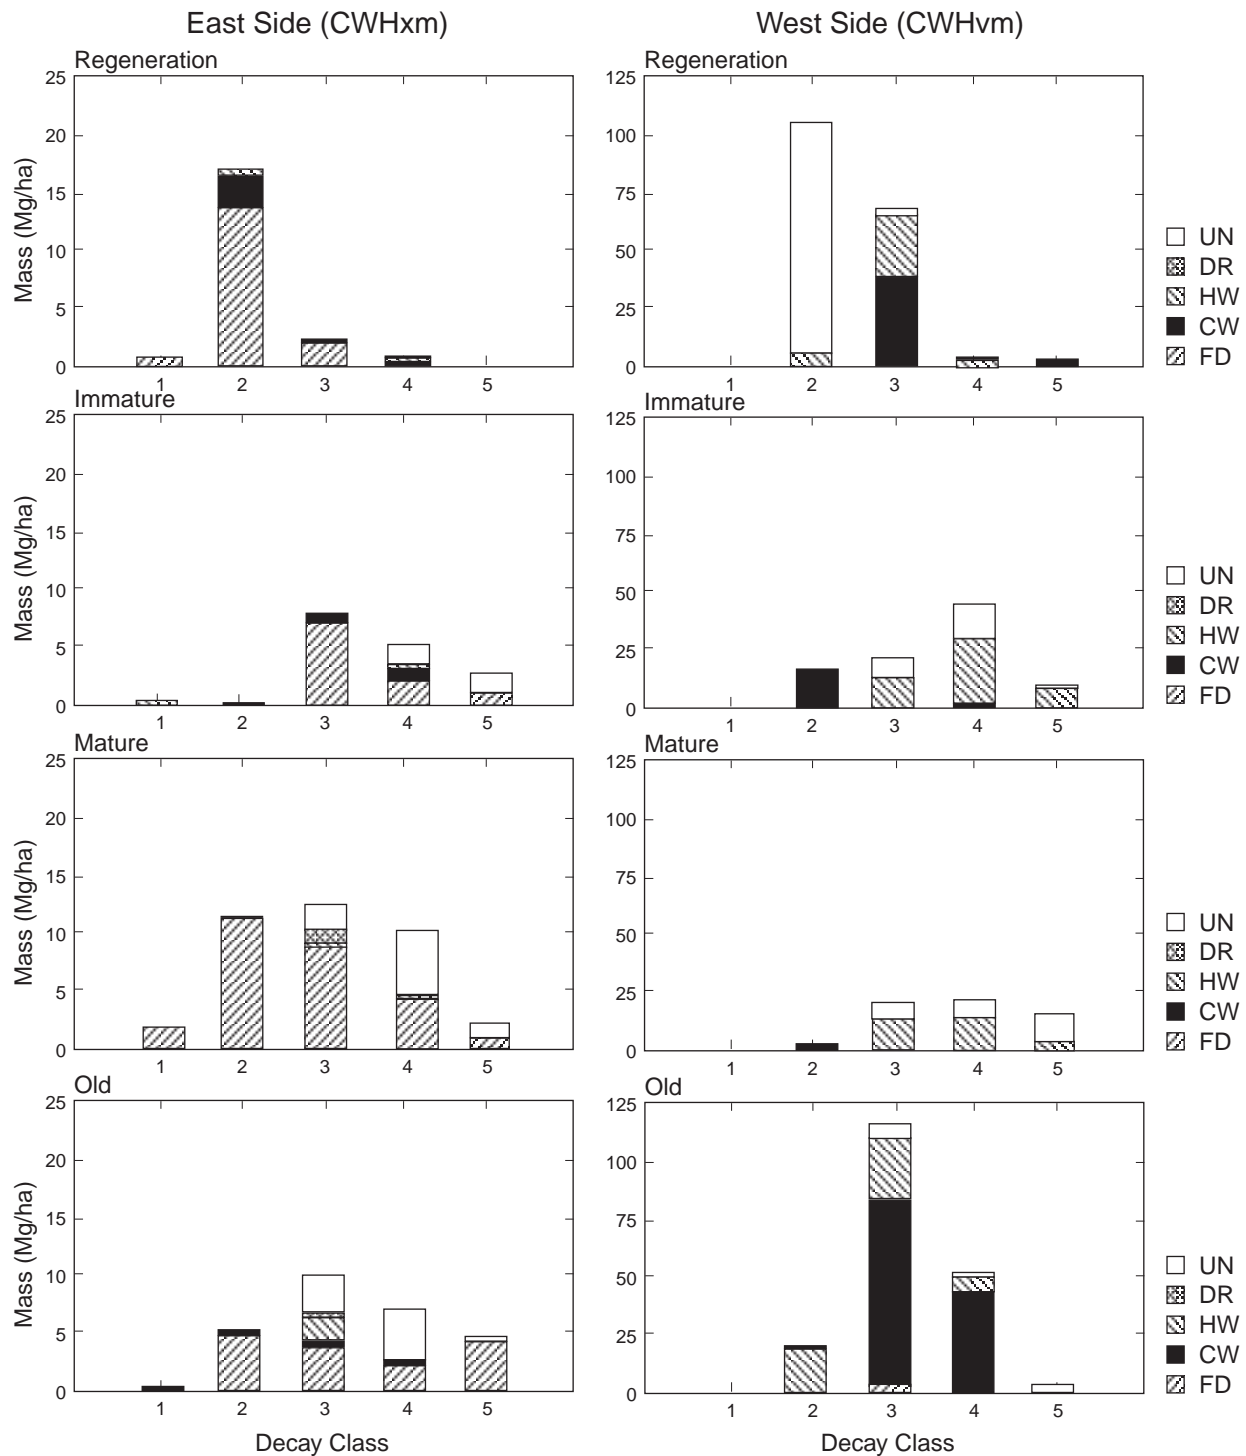 East Side (CWHxm)
West Side (CWHvm)
Regeneration
25
20
15
10
5
0
Mass (Mg/ha)
1 2 3 4 5
Regeneration
125
100
75
50
25
0
Mass (Mg/ha)
1 2 3 4 5
UN
DR
HW
CW
FD
Immature
25
20
15
10
5
0
Mass (Mg/ha)
1 2 3 4 5
Immature
125
100
75
50
25
0
1 2 3 4 5
UN
DR
HW
CW
FD
Mature
25
20
15
10
5
0
Mass (Mg/ha)
1 2 3 4 5
Mature
125
100
75
50
25
0
1 2 3 4 5
UN
DR
HW
CW
FD
Old
25
20
15
10
5
0
Mass (Mg/ha)
1 2 3 4 5
Decay Class
Old
125
100
75
50
25
0
1 2 3 4 5
Decay Class
UN
DR
HW
CW
FD